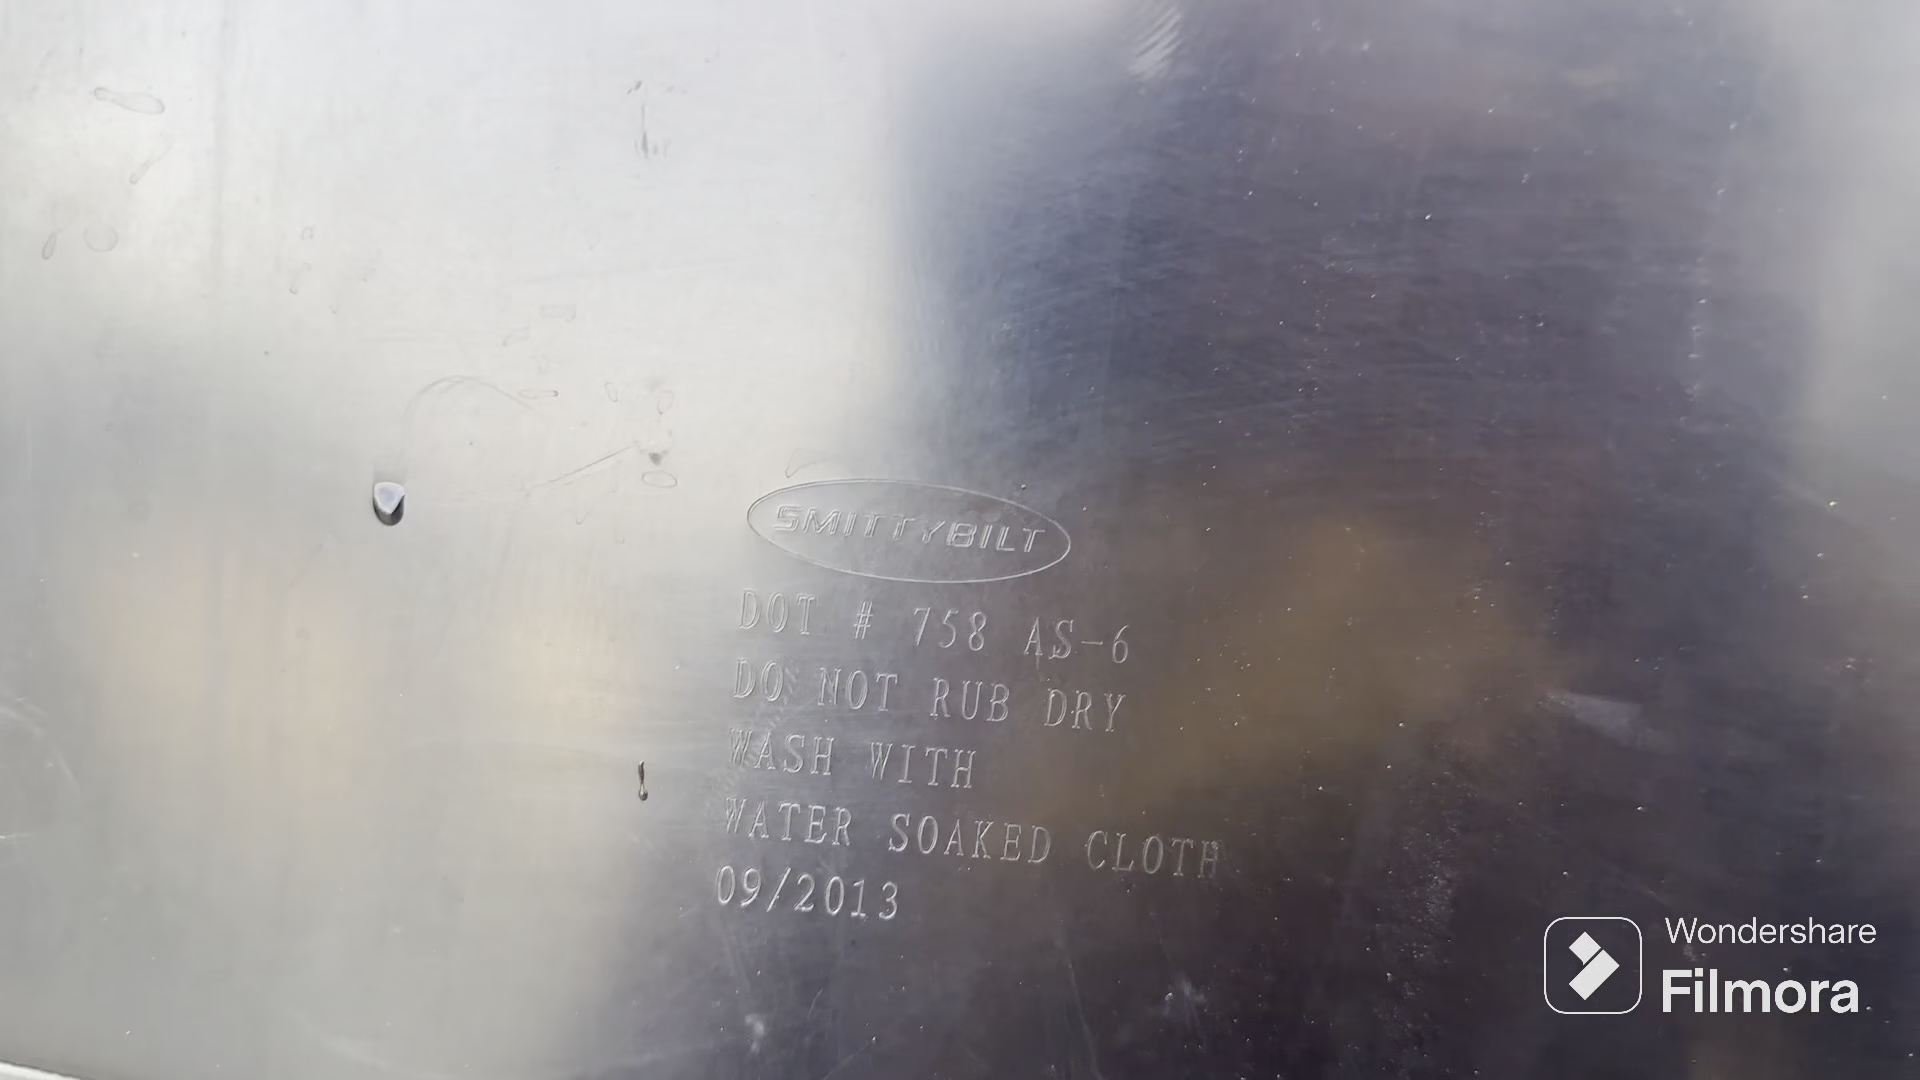 SMITTYBILT
DOT # 758 AS-6
DO NOT RUB DRY
WASH WITH
WATER SOAKED CLOTH
09/2013
Wondershare
Filmora